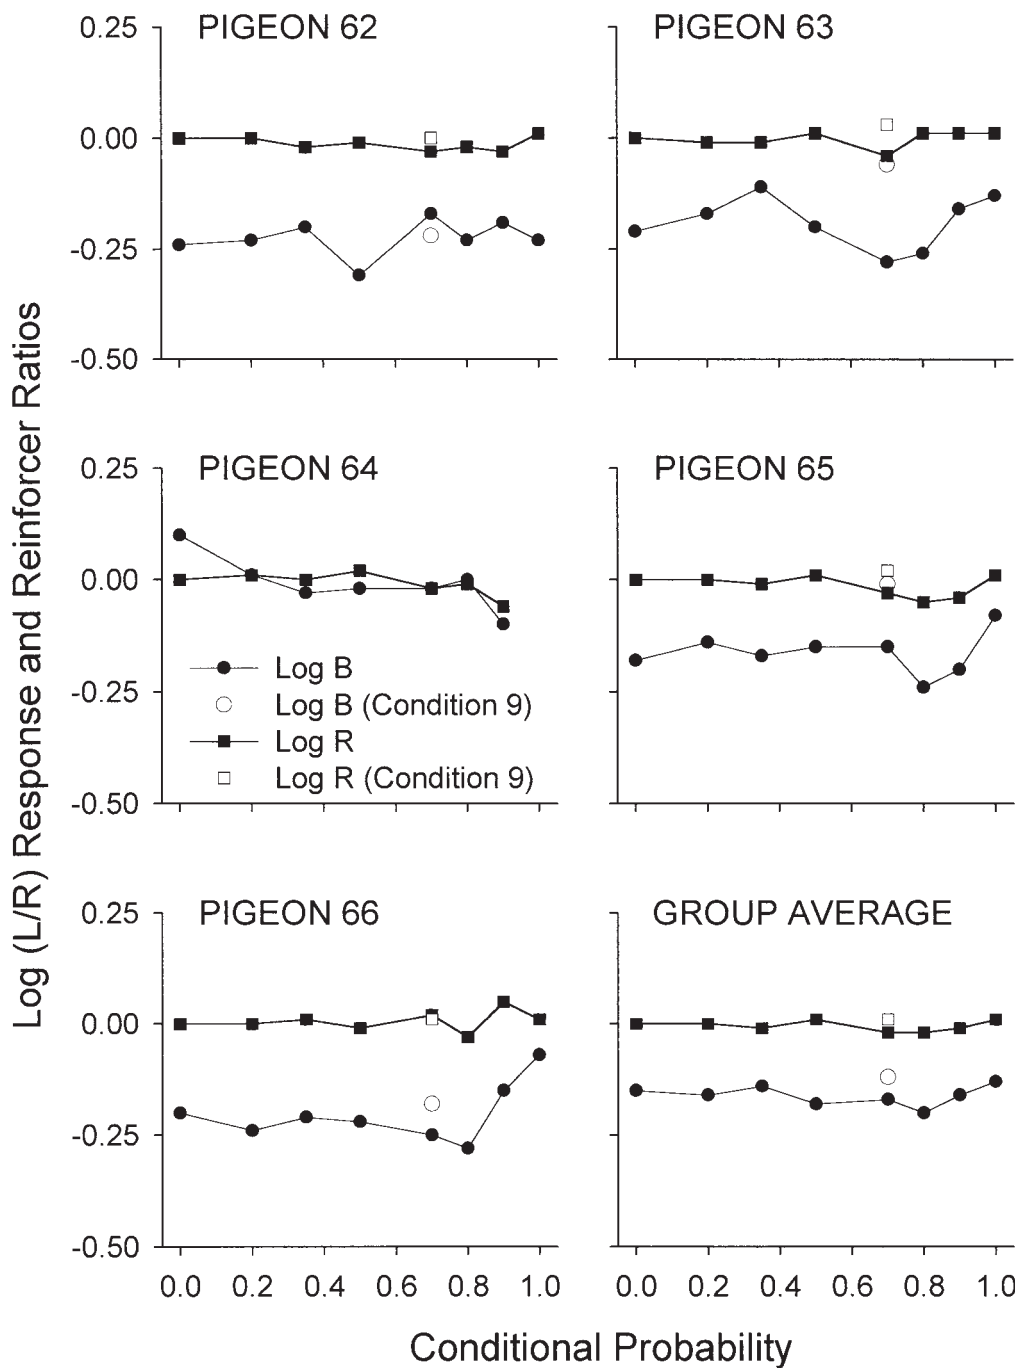 Log (L/R) Response and Reinforcer Ratios
PIGEON 62
PIGEON 63
0.25
0.00
-0.25
-0.50
PIGEON 64
PIGEON 65
0.25
0.00
-0.25
-0.50
Log B
Log B (Condition 9)
Log R
Log R (Condition 9)
PIGEON 66
GROUP AVERAGE
0.25
0.00
-0.25
-0.50
0.0 0.2 0.4 0.6 0.8 1.0
0.0 0.2 0.4 0.6 0.8 1.0
Conditional Probability